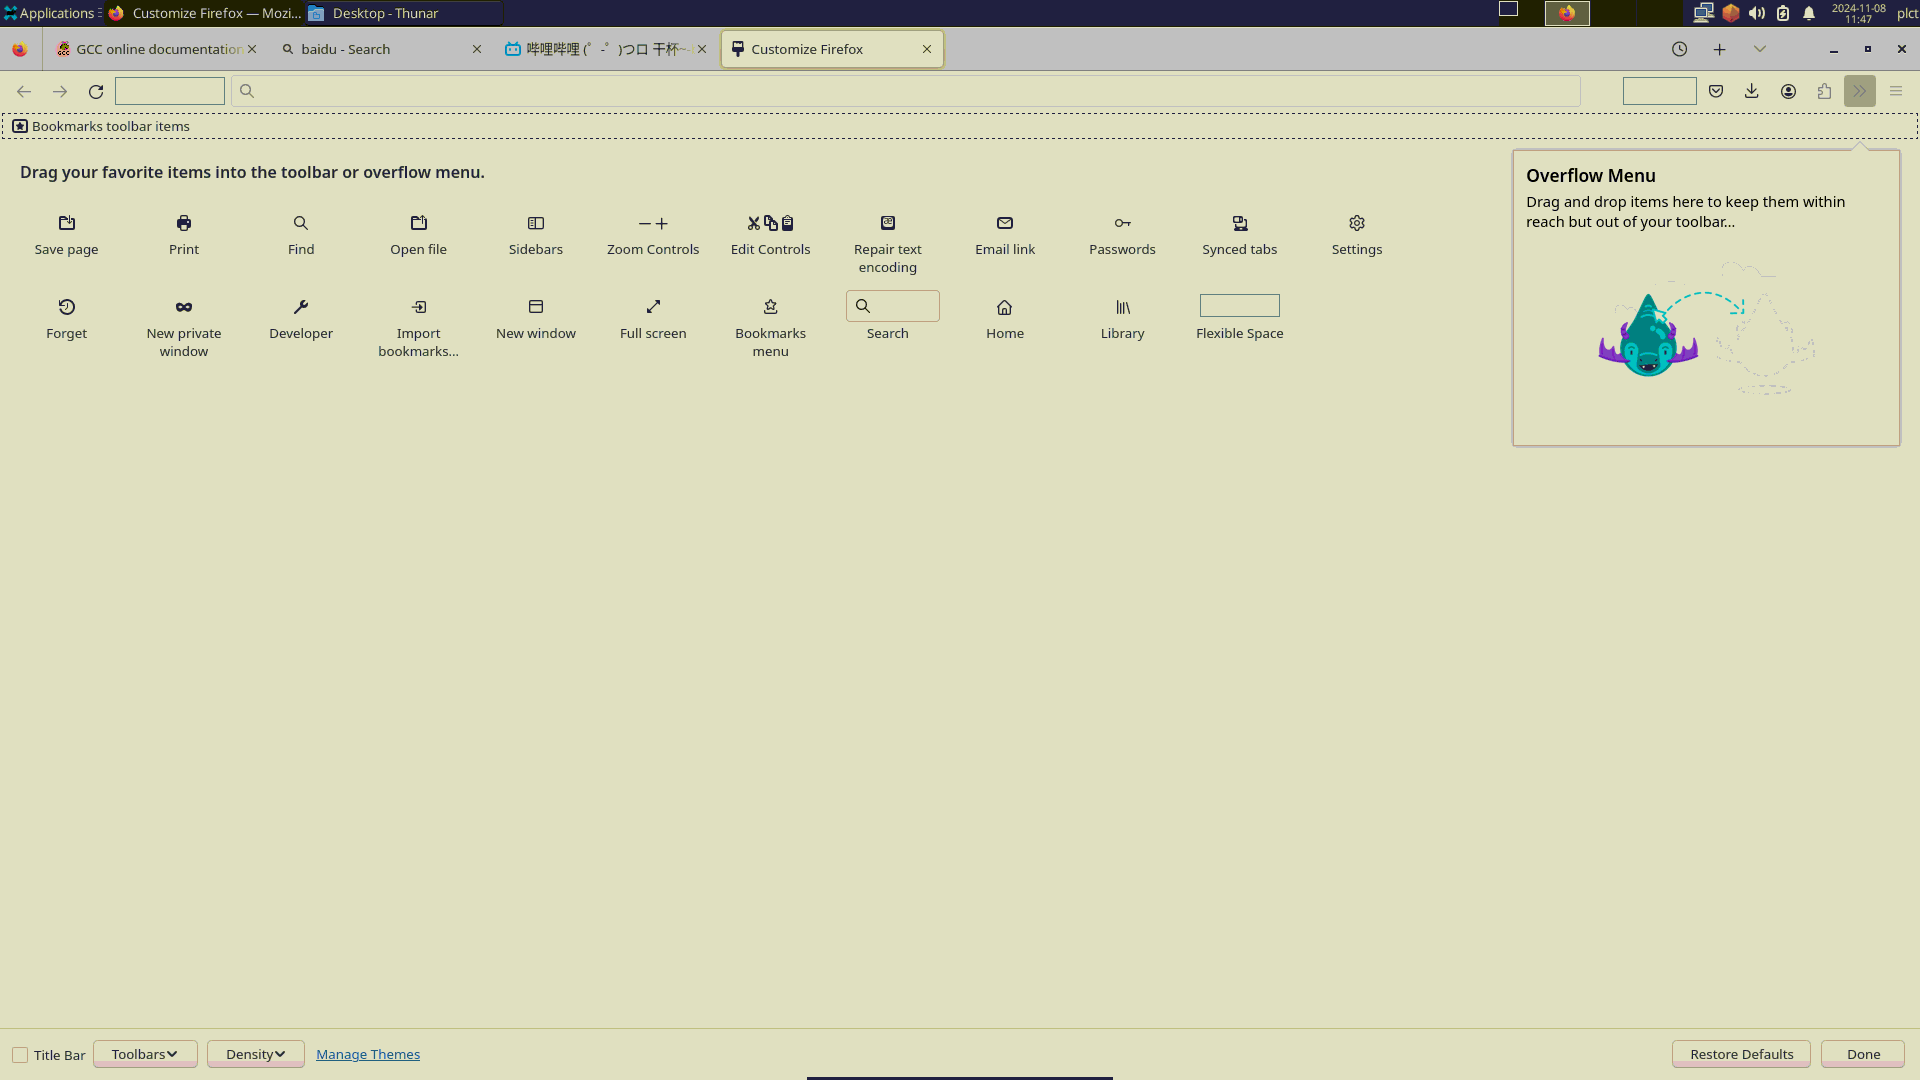 Applications
Customize Firefox — Mozi...
Desktop - Thunar
2024-11-08
11:47
plct
GCC online documentation
baidu - Search
哔哩哔哩 (゜-゜)つロ 干杯~-
Customize Firefox
Bookmarks toolbar items
Drag your favorite items into the toolbar or overflow menu.
Save page
Print
Find
Open file
Sidebars
Zoom Controls
Edit Controls
Repair text
encoding
Email link
Passwords
Synced tabs
Settings
Forget
New private
window
Developer
Import
bookmarks...
New window
Full screen
Bookmarks
menu
Search
Home
Library
Flexible Space
Overflow Menu
Drag and drop items here to keep them within
reach but out of your toolbar...
Title Bar
Toolbars
Density
Manage Themes
Restore Defaults
Done